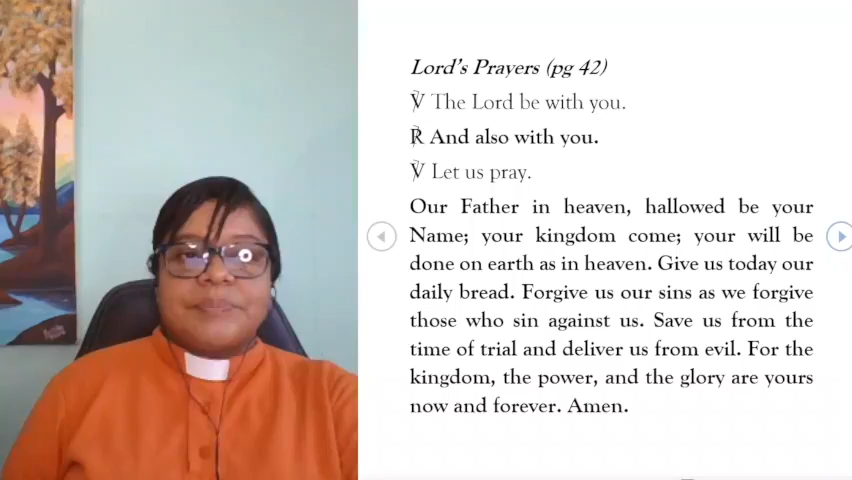 Lord's Prayers (pg 42)
℣ The Lord be with you.
℟ And also with you.
℣ Let us pray.
Our Father in heaven, hallowed be your
Name; your kingdom come; your will be
done on earth as in heaven. Give us today our
daily bread. Forgive us our sins as we forgive
those who sin against us. Save us from the
time of trial and deliver us from evil. For the
kingdom, the power, and the glory are yours
now and forever. Amen.